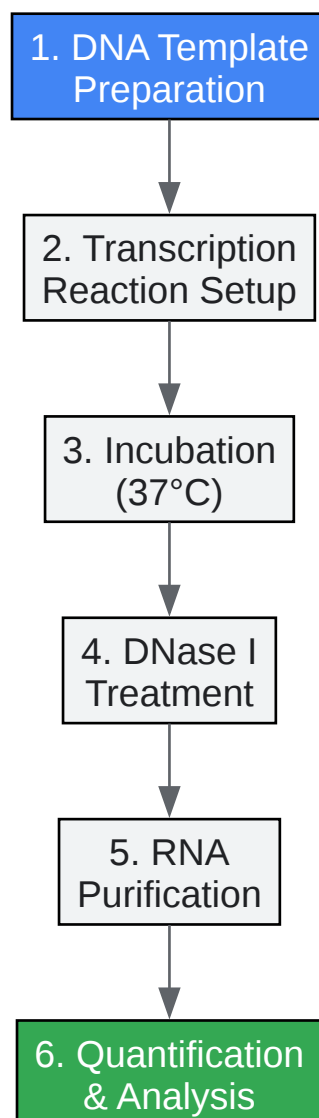 1. DNA Template
Preparation
2. Transcription
Reaction Setup
3. Incubation
(37°C)
4. DNase I
Treatment
5. RNA
Purification
6. Quantification
& Analysis